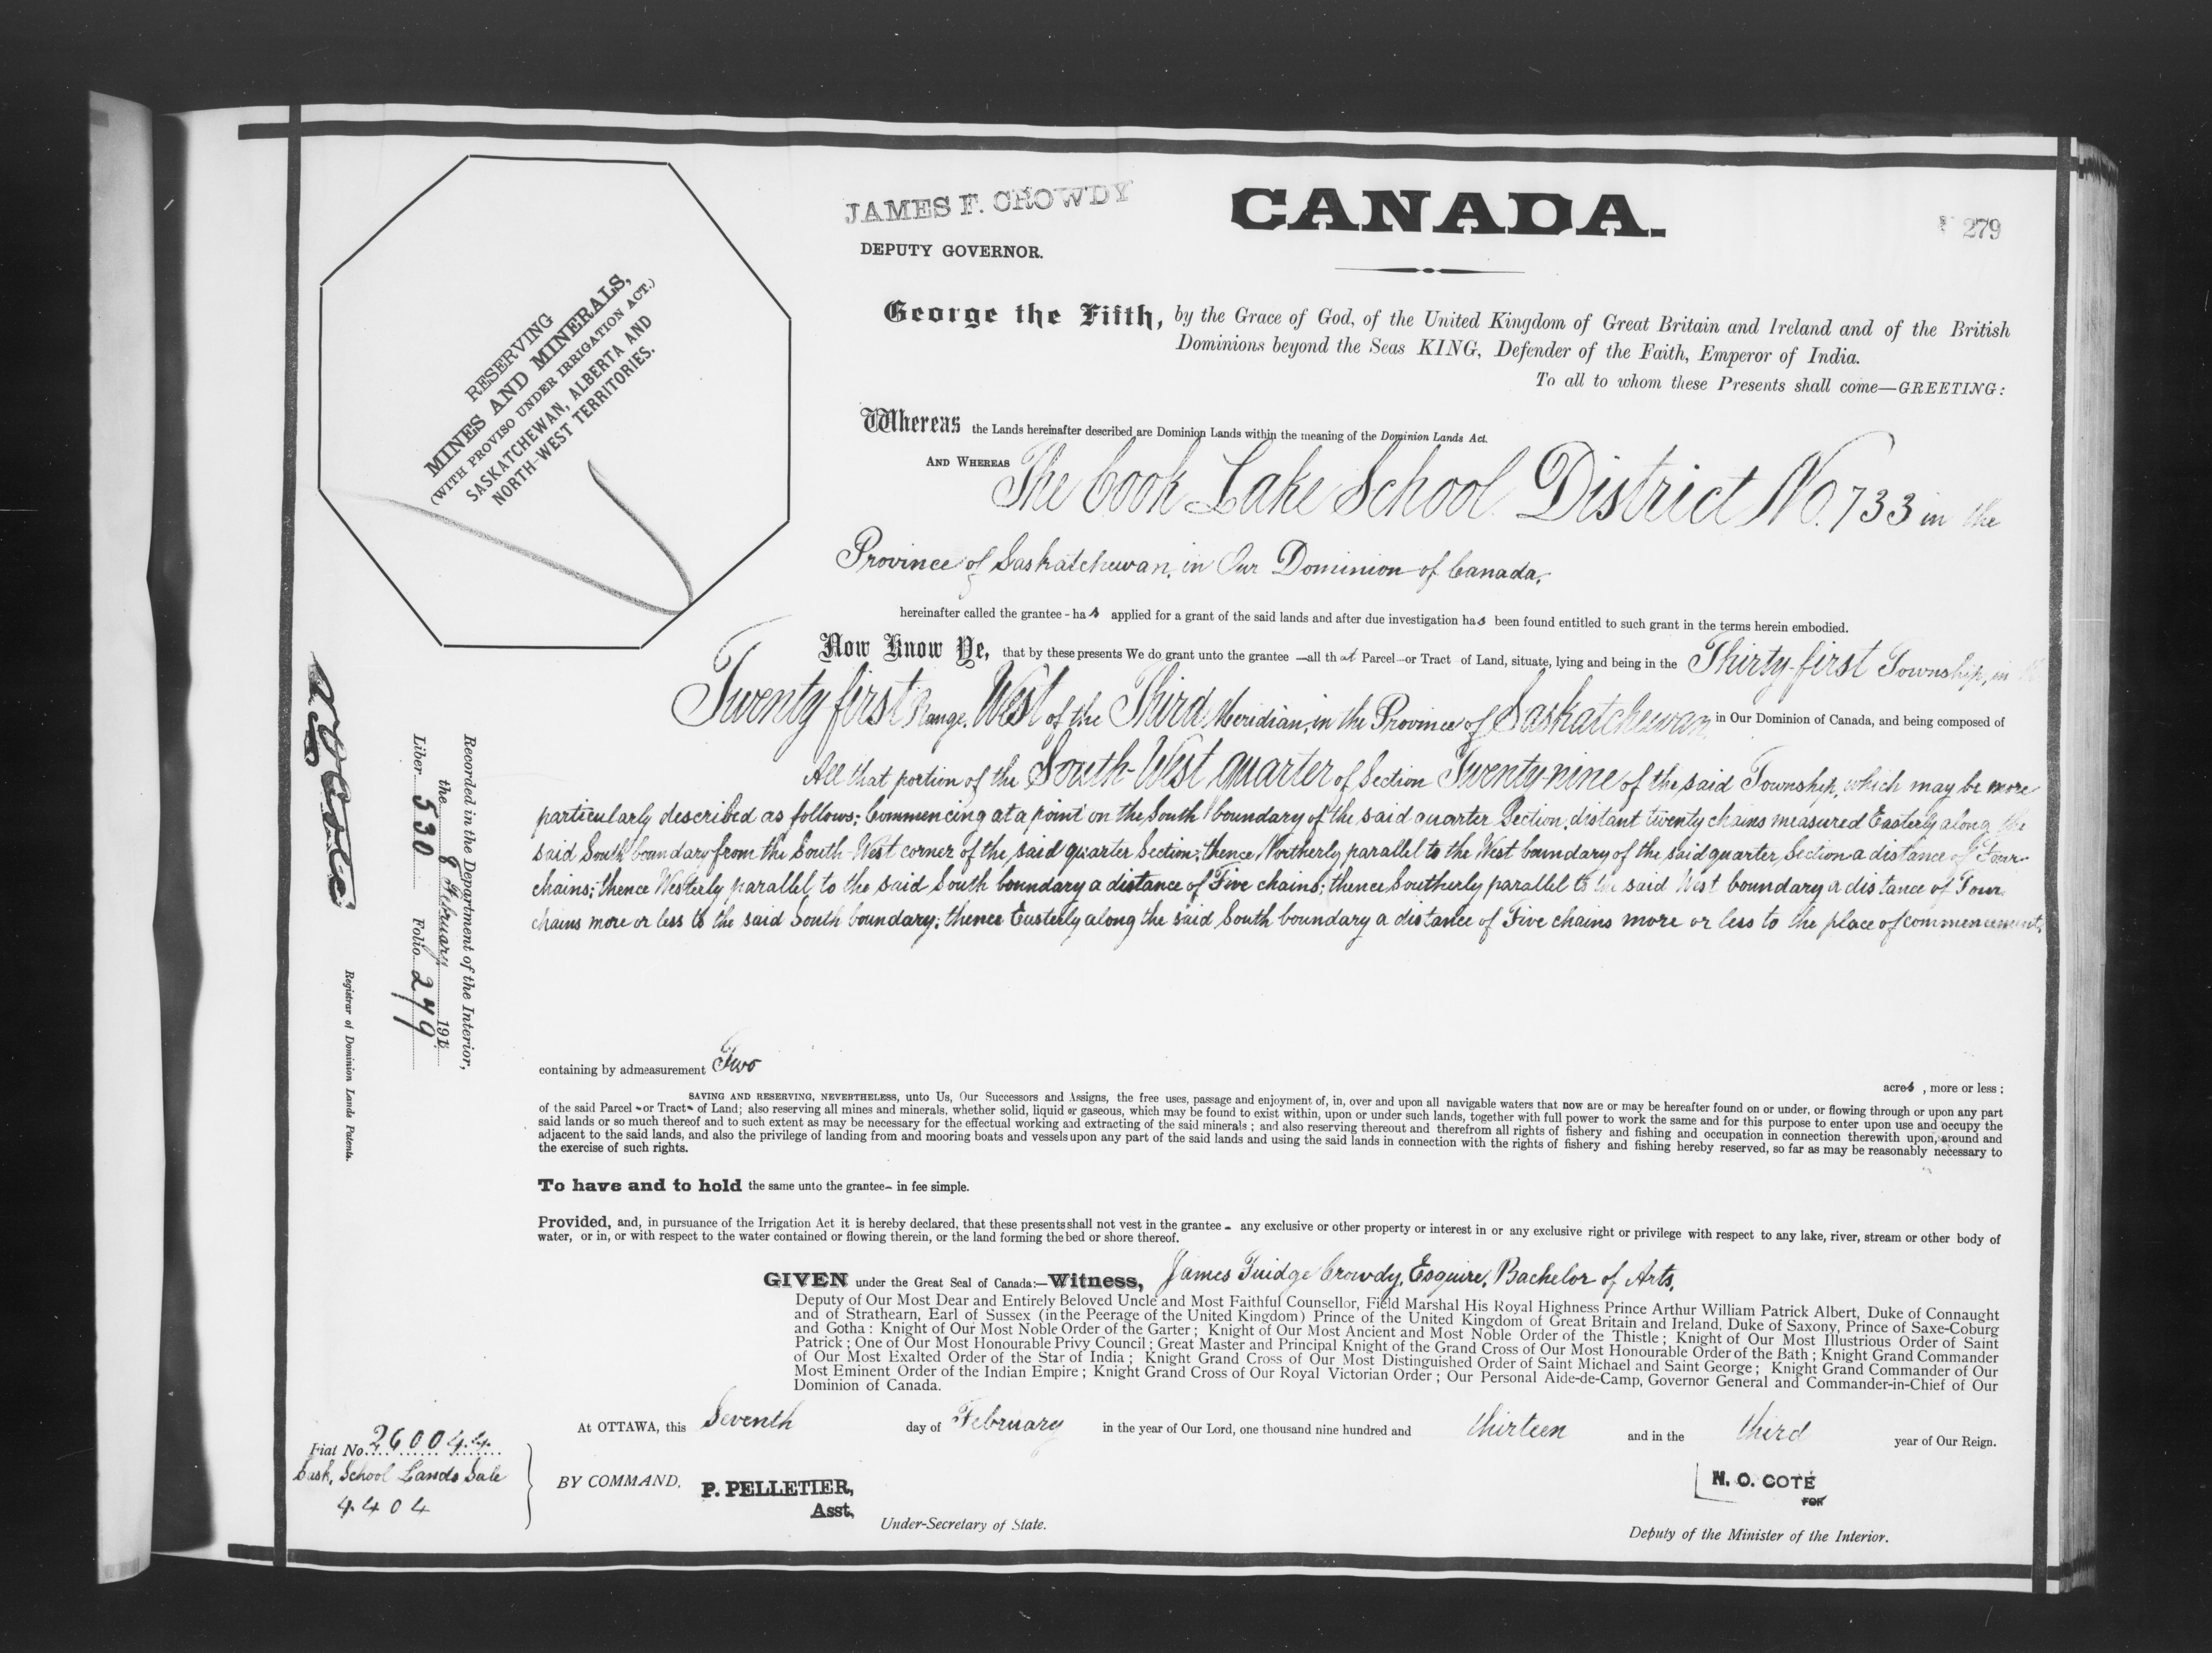 JAMES F. CROWDY
DEPUTY GOVERNOR.
CANADA.
279
RESERVING
MINES AND MINERALS,
(WITH PROVISO UNDER IRRIGATION ACT.)
SASKATCHEWAN, ALBERTA AND
NORTH-WEST TERRITORIES.
George the Fifth, by the Grace of God, of the United Kingdom of Great Britain and Ireland and of the British
Dominions beyond the Seas KING, Defender of the Faith, Emperor of India.
To all to whom these Presents shall come—GREETING:
Whereas the Lands hereinafter described are Dominion Lands within the meaning of the Dominion Lands Act.
AND WHEREAS The Cook Lake School District No. 733 in the
Province of Saskatchewan, in Our Dominion of Canada,
hereinafter called the grantee - has applied for a grant of the said lands and after due investigation has been found entitled to such grant in the terms herein embodied.
Now Know Ye, that by these presents We do grant unto the grantee —all that Parcel—or Tract of Land, situate, lying and being in the Thirty-first Township, in
Twenty first Range, West of the Third Meridian, in the Province of Saskatchewan, in Our Dominion of Canada, and being composed of
All that portion of the South-West quarter of Section Twenty-nine of the said Township, which may be more
particularly described as follows: Commencing at a point on the South boundary of the said quarter Section, distant twenty chains measured Easterly along the
said South boundary from the South-West corner of the said quarter Section; thence Northerly parallel to the West boundary of the said quarter Section a distance of Four
chains; thence Westerly parallel to the said South boundary a distance of Five chains; thence Southerly parallel to the said West boundary a distance of Four
chains more or less to the said South boundary; thence Easterly along the said South boundary a distance of Five chains more or less to the place of commencement,
containing by admeasurement Two
acres , more or less ;
SAVING AND RESERVING, NEVERTHELESS, unto Us, Our Successors and Assigns, the free uses, passage and enjoyment of, in, over and upon all navigable waters that now are or may be hereafter found on or under, or flowing through or upon any part
of the said Parcel - or Tract - of Land; also reserving all mines and minerals, whether solid, liquid or gaseous, which may be found to exist within, upon or under such lands, together with full power to work the same and for this purpose to enter upon use and occupy the
said lands or so much thereof and to such extent as may be necessary for the effectual working and extracting of the said minerals ; and also reserving thereout and therefrom all rights of fishery and fishing and occupation in connection therewith upon, around and
adjacent to the said lands, and also the privilege of landing from and mooring boats and vessels upon any part of the said lands and using the said lands in connection with the rights of fishery and fishing hereby reserved, so far as may be reasonably necessary to
the exercise of such rights.
To have and to hold the same unto the grantee- in fee simple.
Provided, and, in pursuance of the Irrigation Act it is hereby declared, that these presents shall not vest in the grantee - any exclusive or other property or interest in or any exclusive right or privilege with respect to any lake, river, stream or other body of
water, or in, or with respect to the water contained or flowing therein, or the land forming the bed or shore thereof.
GIVEN under the Great Seal of Canada:—Witness, James Fuidge Crowdy, Esquire, Bachelor of Arts,
Deputy of Our Most Dear and Entirely Beloved Uncle and Most Faithful Counsellor, Field Marshal His Royal Highness Prince Arthur William Patrick Albert, Duke of Connaught
and of Strathearn, Earl of Sussex (in the Peerage of the United Kingdom) Prince of the United Kingdom of Great Britain and Ireland, Duke of Saxony, Prince of Saxe-Coburg
and Gotha : Knight of Our Most Noble Order of the Garter ; Knight of Our Most Ancient and Most Noble Order of the Thistle ; Knight of Our Most Illustrious Order of Saint
Patrick ; One of Our Most Honourable Privy Council ; Great Master and Principal Knight of the Grand Cross of Our Most Honourable Order of the Bath ; Knight Grand Commander
of Our Most Exalted Order of the Star of India ; Knight Grand Cross of Our Most Distinguished Order of Saint Michael and Saint George ; Knight Grand Commander of Our
Most Eminent Order of the Indian Empire ; Knight Grand Cross of Our Royal Victorian Order ; Our Personal Aide-de-Camp, Governor General and Commander-in-Chief of Our
Dominion of Canada.
At OTTAWA, this Seventh day of February in the year of Our Lord, one thousand nine hundred and thirteen and in the third year of Our Reign.
BY COMMAND. P. PELLETIER,
Asst.
Under-Secretary of State.
N. O. COTÉ
FOR
Deputy of the Minister of the Interior.
Recorded in the Department of the Interior,
the 8 February 191
Liber 530 Folio 279
Registrar of Dominion Lands Patents.
Fiat No. 260044
Sask, School Lands Sale
4404